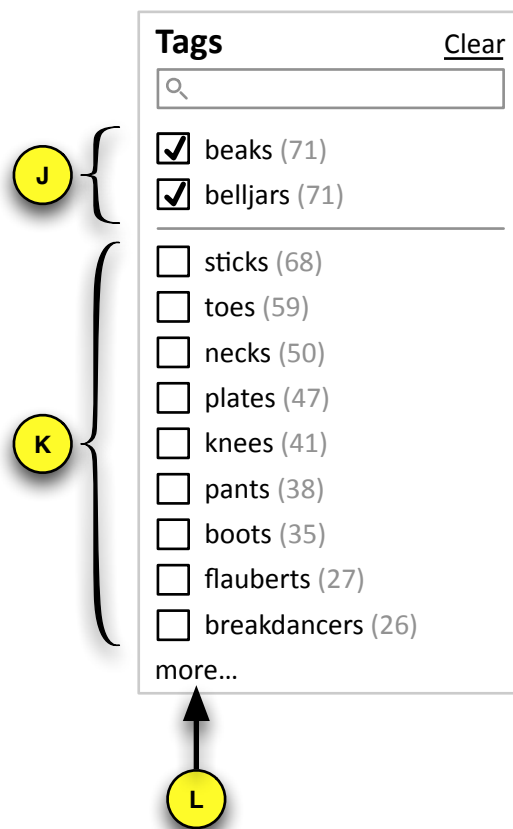 Tags Clear
J
beaks (71)
belljars (71)
K
sticks (68)
toes (59)
necks (50)
plates (47)
knees (41)
pants (38)
boots (35)
flauberts (27)
breakdancers (26)
more...
L